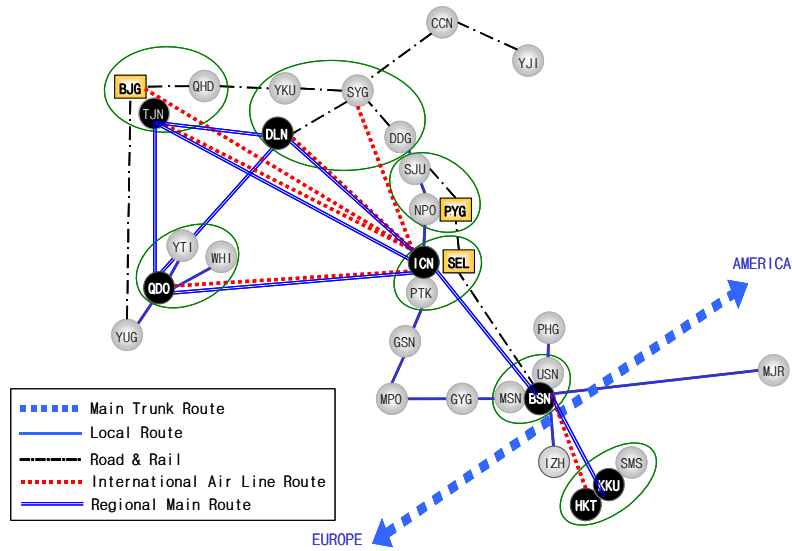 CCN
YJI
BJG
QHD
YKU
SYG
TJN
DLN
DDG
SJU
NPO
PYG
YTI
WHI
ICN
SEL
AMERICA
QDO
PTK
YUG
GSN
PHG
USN
MJR
MPO
GYG
MSN
BSN
IZH
SMS
KKU
HKT
EUROPE
Main Trunk Route
Local Route
Road & Rail
International Air Line Route
Regional Main Route